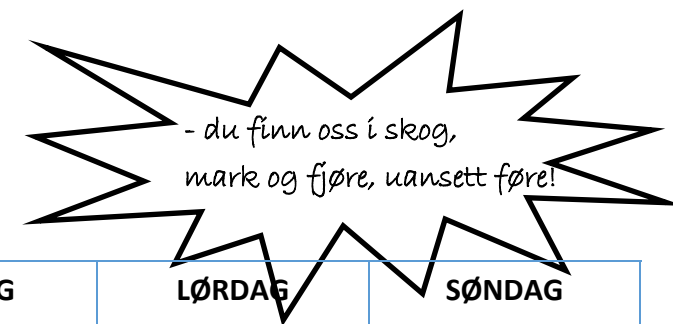 - du finn oss i skog,
mark og fjøre, uansett føre!
G LØRDAG SØNDAG